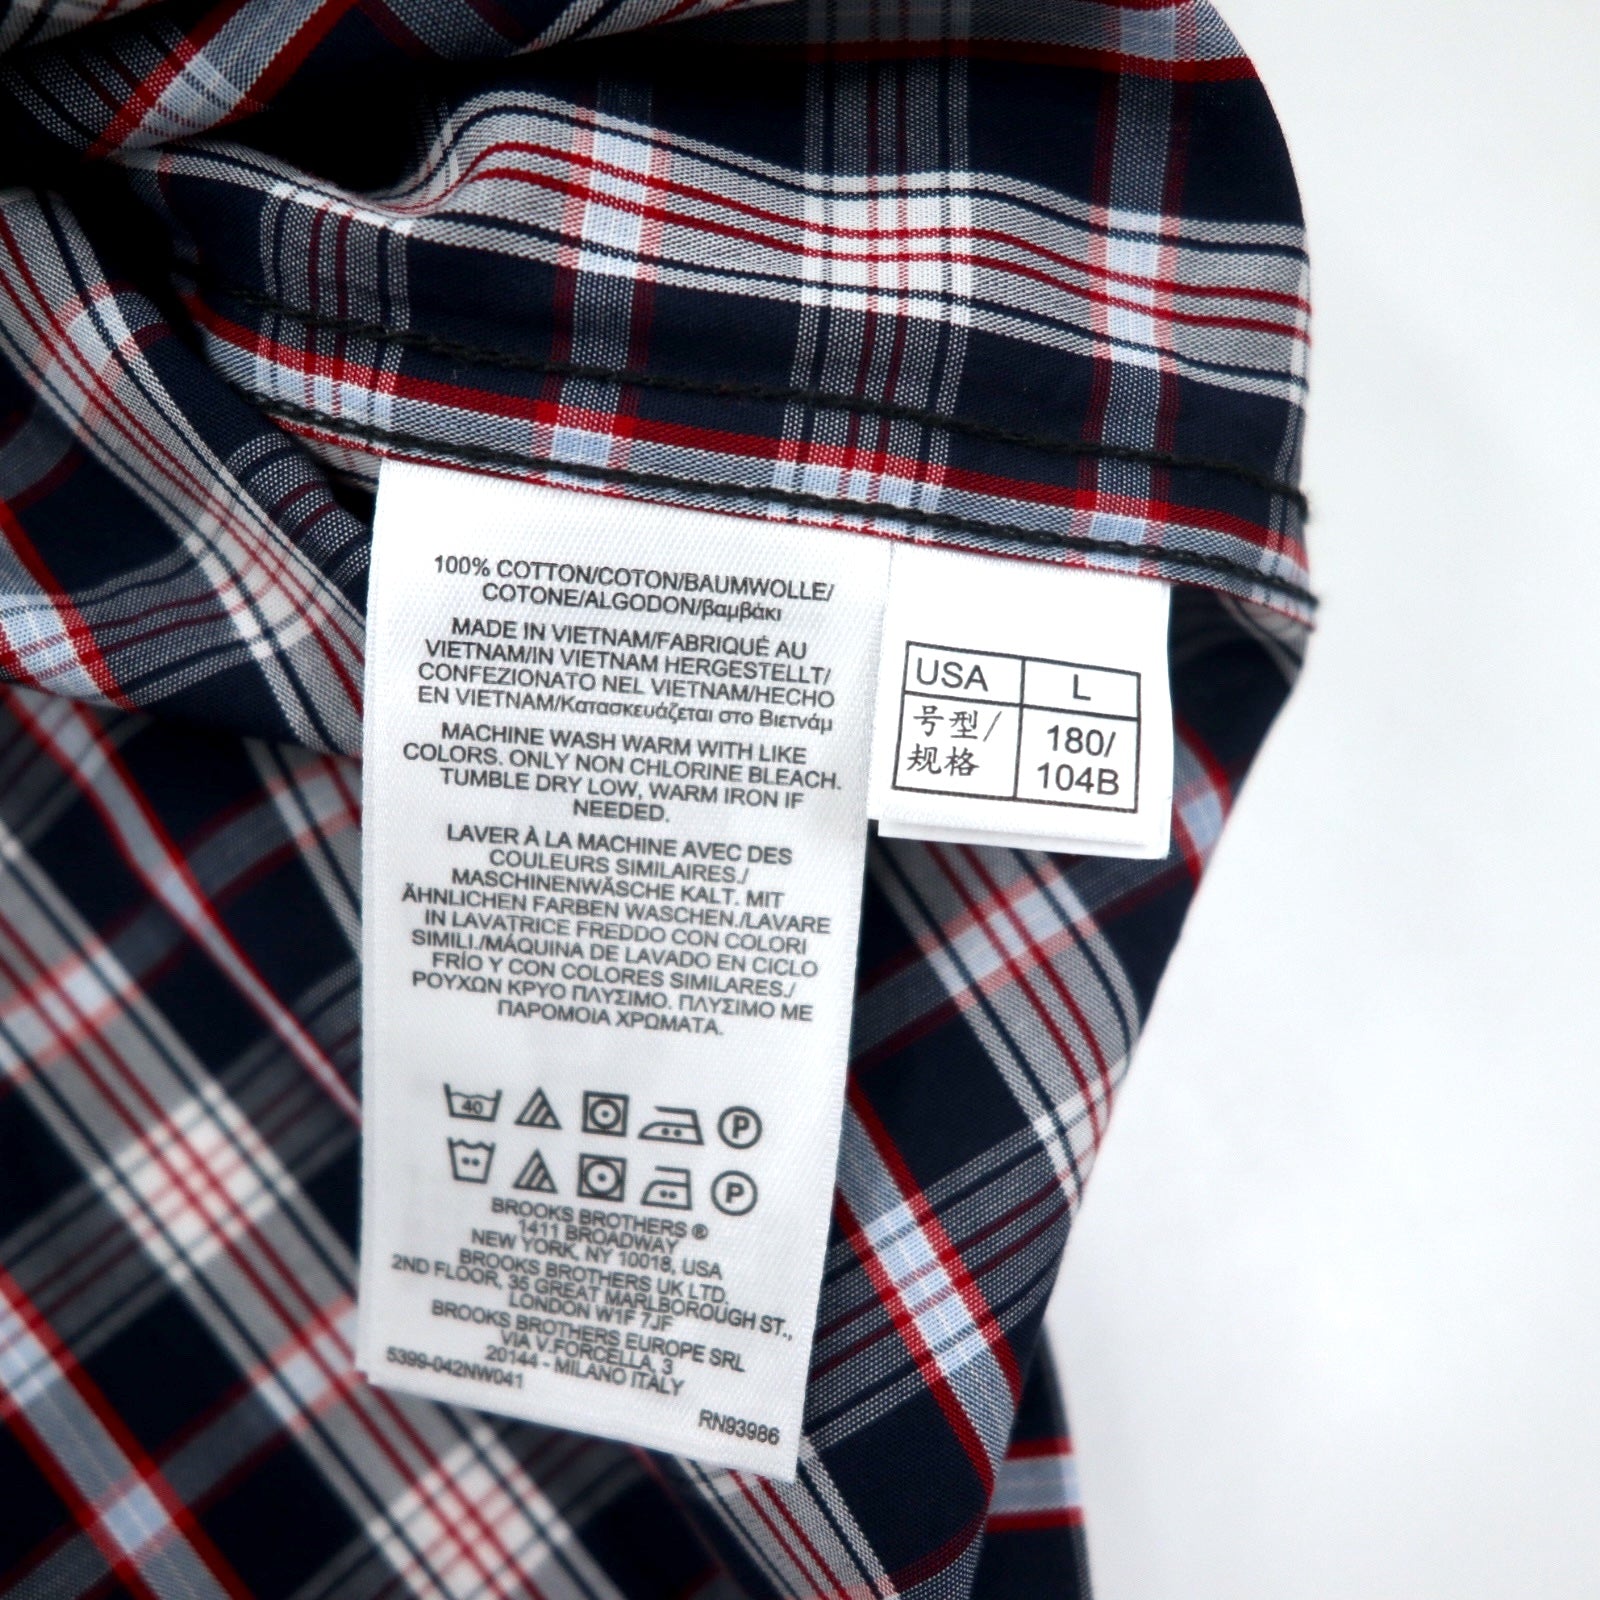 100% COTTON/COTON/BAUMWOLLE/
COTONE/ALGODON/βαμβάκι
MADE IN VIETNAM/FABRIQUÉ AU
VIETNAM/IN VIETNAM HERGESTELLT/
CONFEZIONATO NEL VIETNAM/HECHO
EN VIETNAM/Κατασκευάζεται στο Βιετνάμ
MACHINE WASH WARM WITH LIKE
COLORS. ONLY NON CHLORINE BLEACH.
TUMBLE DRY LOW, WARM IRON IF
NEEDED.
LAVER À LA MACHINE AVEC DES
COULEURS SIMILAIRES./
MASCHINENWÄSCHE KALT. MIT
ÄHNLICHEN FARBEN WASCHEN./LAVARE
IN LAVATRICE FREDDO CON COLORI
SIMILI./MÁQUINA DE LAVADO EN CICLO
FRÍO Y CON COLORES SIMILARES./
ΡΟΥΧΩΝ ΚΡΥΟ ΠΛΥΣΙΜΟ. ΠΛΥΣΙΜΟ ΜΕ
ΠΑΡΟΜΟΙΑ ΧΡΩΜΑΤΑ.
40 P
P
BROOKS BROTHERS ®
1411 BROADWAY
NEW YORK, NY 10018, USA
BROOKS BROTHERS UK LTD.
2ND FLOOR, 35 GREAT MARLBOROUGH ST.,
LONDON W1F 7JF
BROOKS BROTHERS EUROPE SRL
VIA V.FORCELLA, 3
20144 - MILANO ITALY
5399-042NW041
RN93986
USA L
号型/
规格
180/
104B